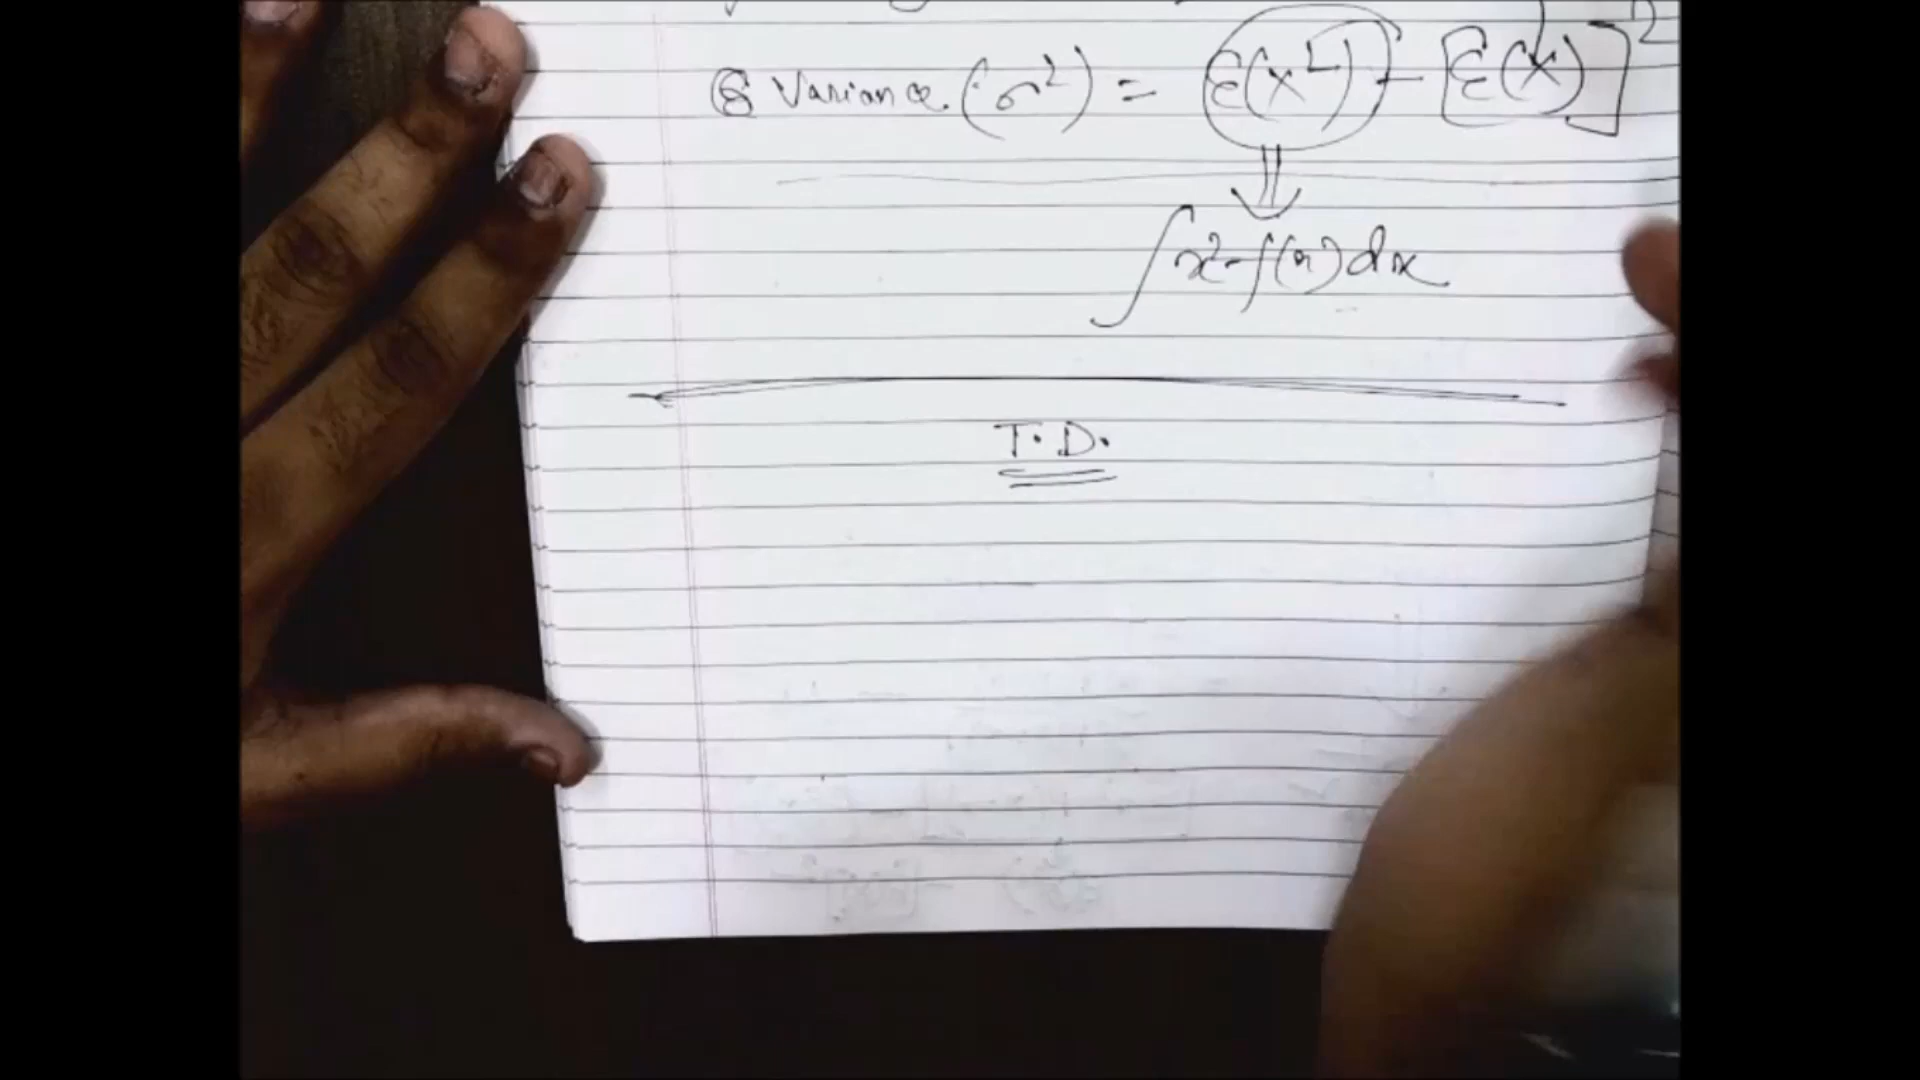 Variance (σ²) = E(x²) - [E(x)]²
∫x² f(x) dx
T.D.